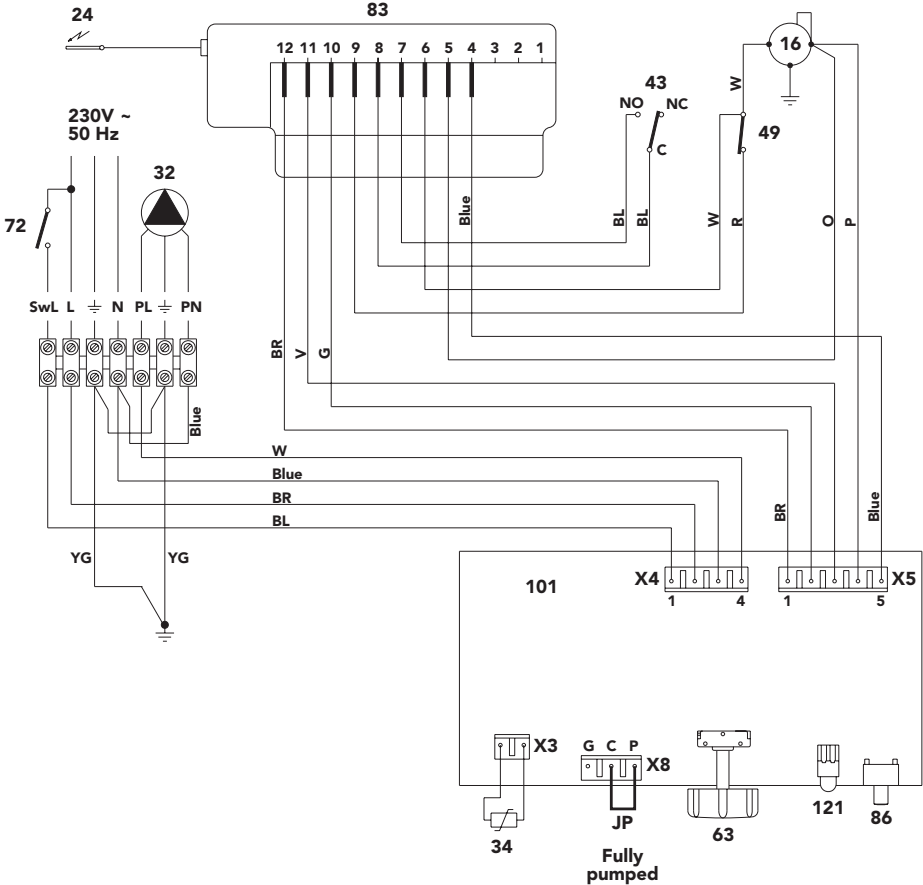 24
83
16
12 11 10 9 8 7 6 5 4 3 2 1
43
NO NC
C
W
49
230V ~
50 Hz
32
72
Blue
BL
BL
W
R
O
P
SwL L N PL PN
BR
V
G
Blue
W
Blue
BR
BL
BR
Blue
YG
YG
101
X4
1 4
X5
1 5
X3
G C P
X8
JP
34
63
121
86
Fully
pumped